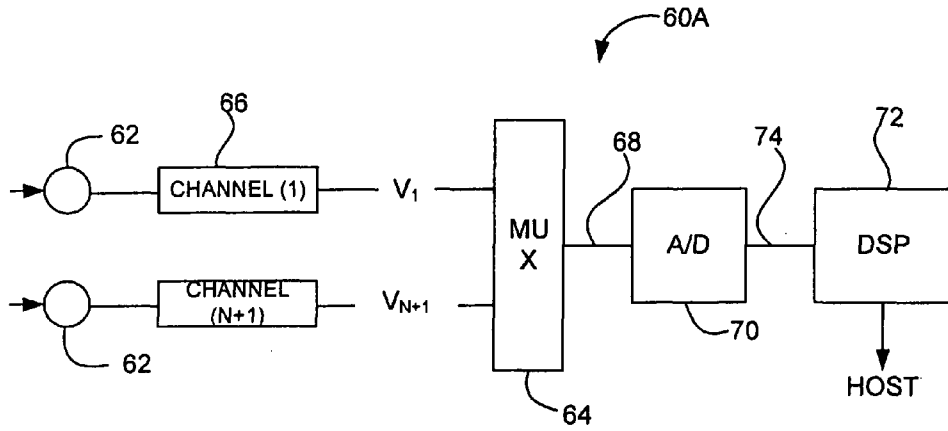 60A
66
62
CHANNEL (1)
V1
MU
X
68
A/D
74
72
DSP
CHANNEL
(N+1)
VN+1
62
64
70
HOST